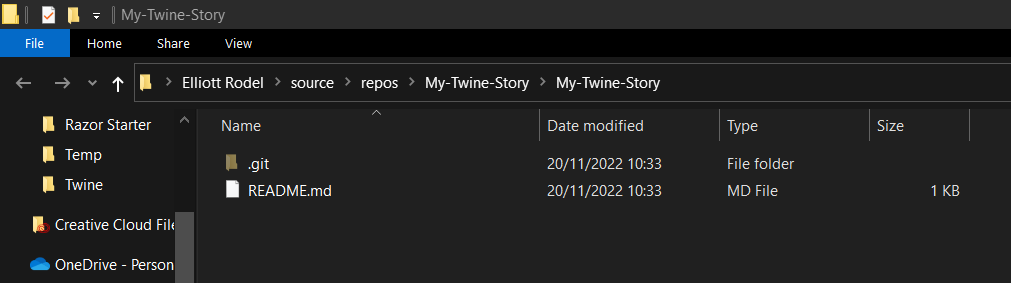 My-Twine-Story
File Home Share View
Elliott Rodel source repos My-Twine-Story My-Twine-Story
Razor Starter
Temp
Twine
Creative Cloud File
OneDrive - Person
Name Date modified Type Size
.git 20/11/2022 10:33 File folder
README.md 20/11/2022 10:33 MD File 1 KB